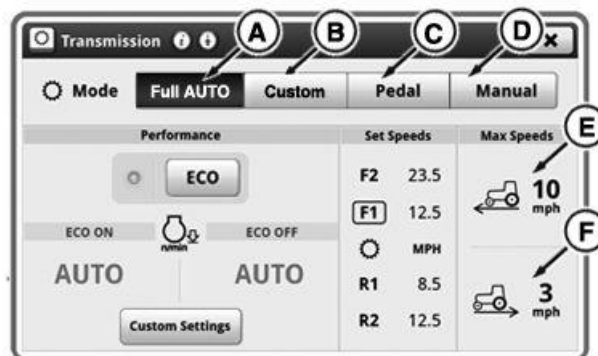 Transmission
A
B
C
D
Mode
Full AUTO
Custom
Pedal
Manual
E
Performance
Set Speeds
Max Speeds
ECO
F2 23.5
F1 12.5
MPH
R1 8.5
R2 12.5
10
mph
F
3
mph
ECO ON
n/min
ECO OFF
AUTO
AUTO
Custom Settings